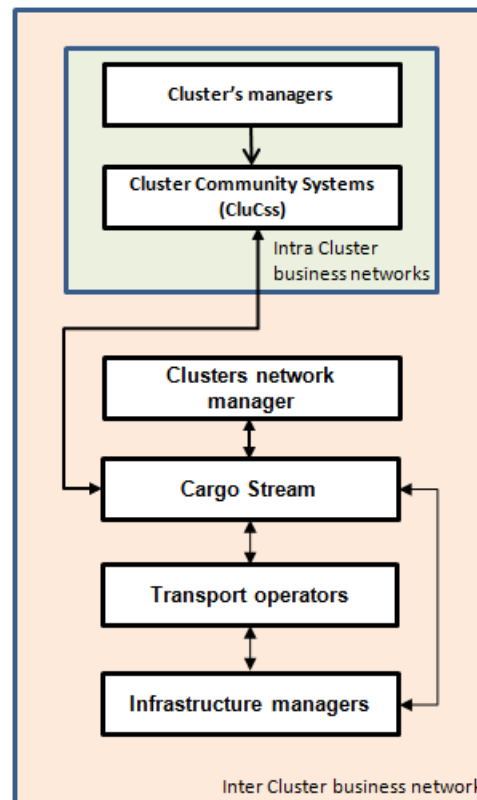 Cluster's managers
Cluster Community Systems
(CluCss)
Intra Cluster
business networks
Clusters network
manager
Cargo Stream
Transport operators
Infrastructure managers
Inter Cluster business network